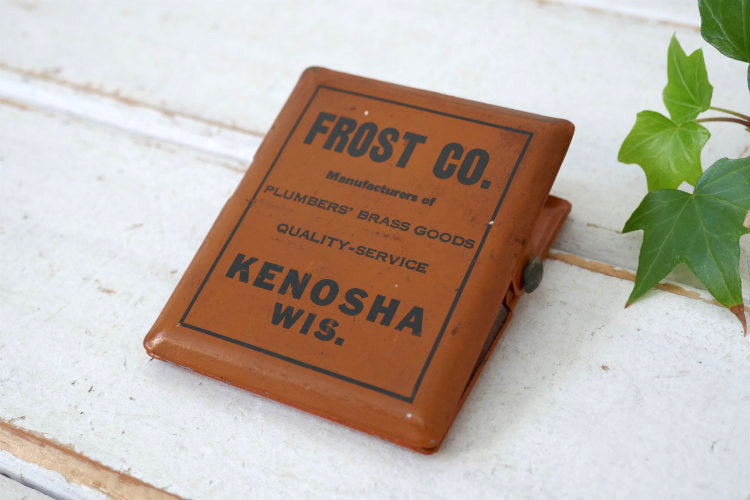 FROST CO.
Manufacturers of
PLUMBERS' BRASS GOODS
QUALITY-SERVICE
KENOSHA
WIS.